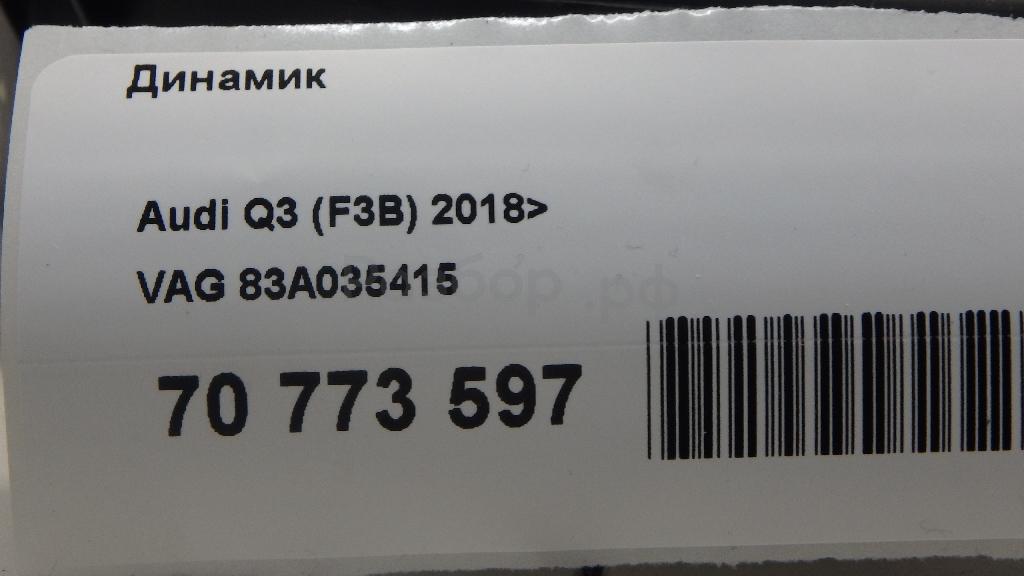 Динамик
Audi Q3 (F3B) 2018>
VAG 83A035415
70 773 597